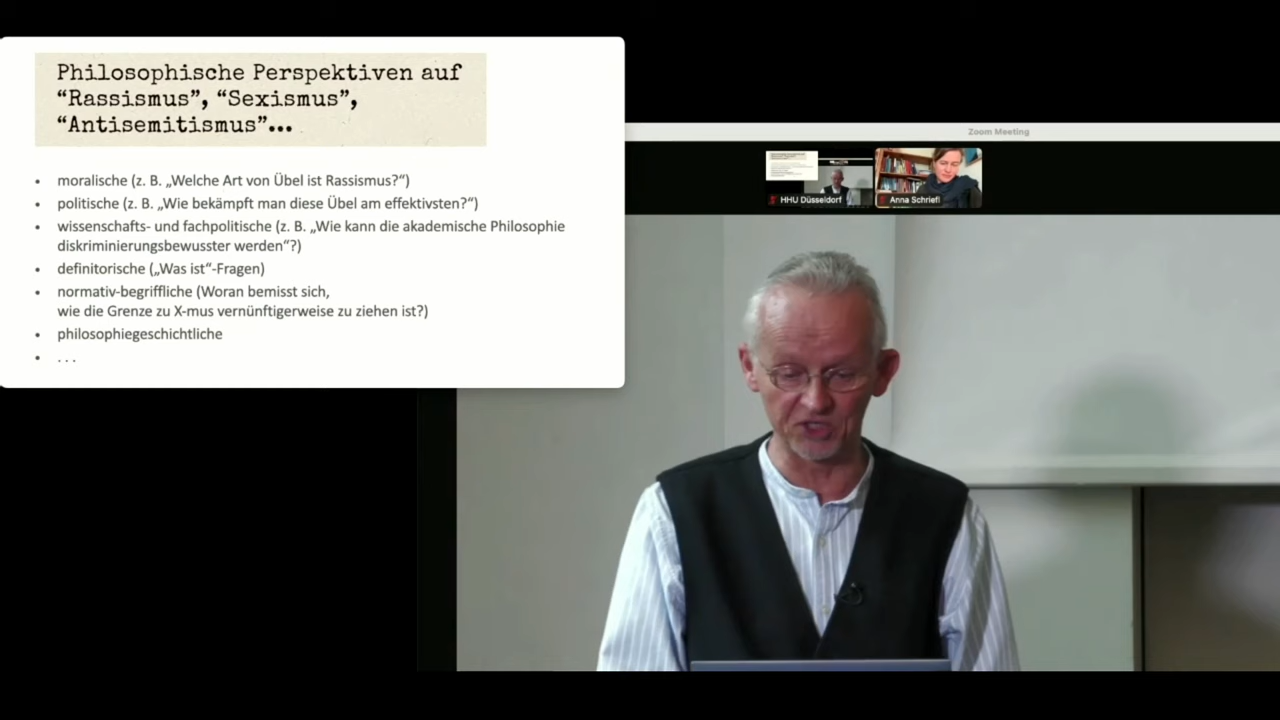 Philosophische Perspektiven auf
“Rassismus”, “Sexismus”,
“Antisemitismus”...
• moralische (z. B. „Welche Art von Übel ist Rassismus?“)
• politische (z. B. „Wie bekämpft man diese Übel am effektivsten?“)
• wissenschafts- und fachpolitische (z. B. „Wie kann die akademische Philosophie
diskriminierungsbewusster werden“?)
• definitorische („Was ist“-Fragen)
• normativ-begriffliche (Woran bemisst sich,
wie die Grenze zu X-mus vernünftigerweise zu ziehen ist?)
• philosophiegeschichtliche
• . . .
Zoom Meeting
HHU Düsseldorf
Anna Schriefl